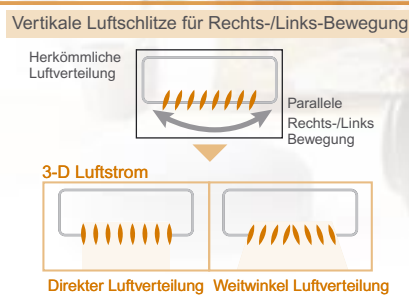 Vertikale Luftschlitze für Rechts-/Links-Bewegung
Herkömmliche
Luftverteilung
Parallele
Rechts-/Links
Bewegung
3-D Luftstrom
Direkter Luftverteilung Weitwinkel Luftverteilung